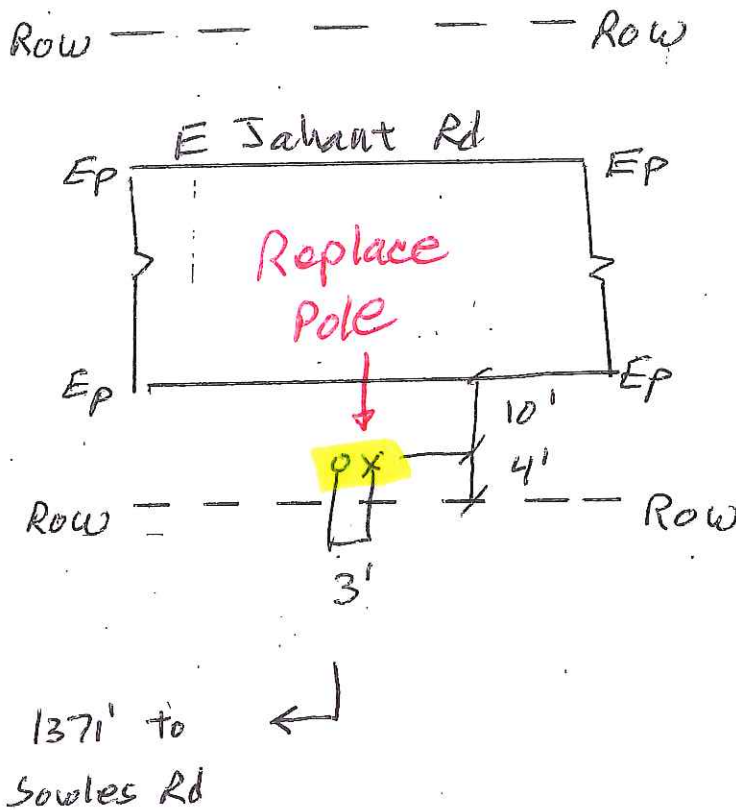 Row Row
E Jahant Rd
Ep Ep
Replace
Pole
Ep Ep
10'
o x
4'
Row Row
3'
1371' to
Sowles Rd